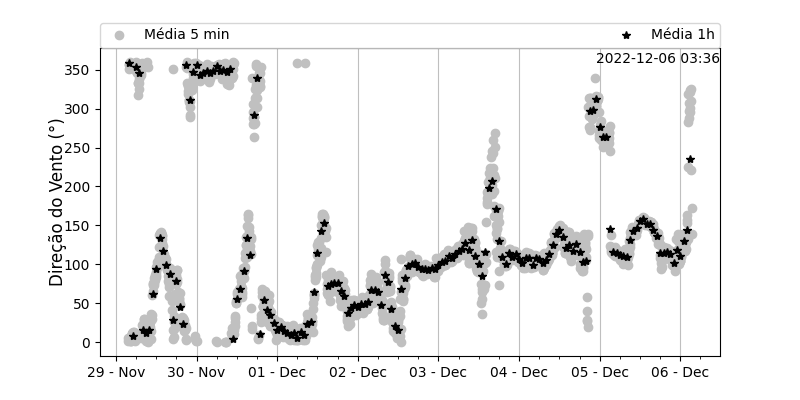 Média 5 min
Média 1h
2022-12-06 03:36
Direção do Vento (°)
350
300
250
200
150
100
50
0
29 - Nov
30 - Nov
01 - Dec
02 - Dec
03 - Dec
04 - Dec
05 - Dec
06 - Dec